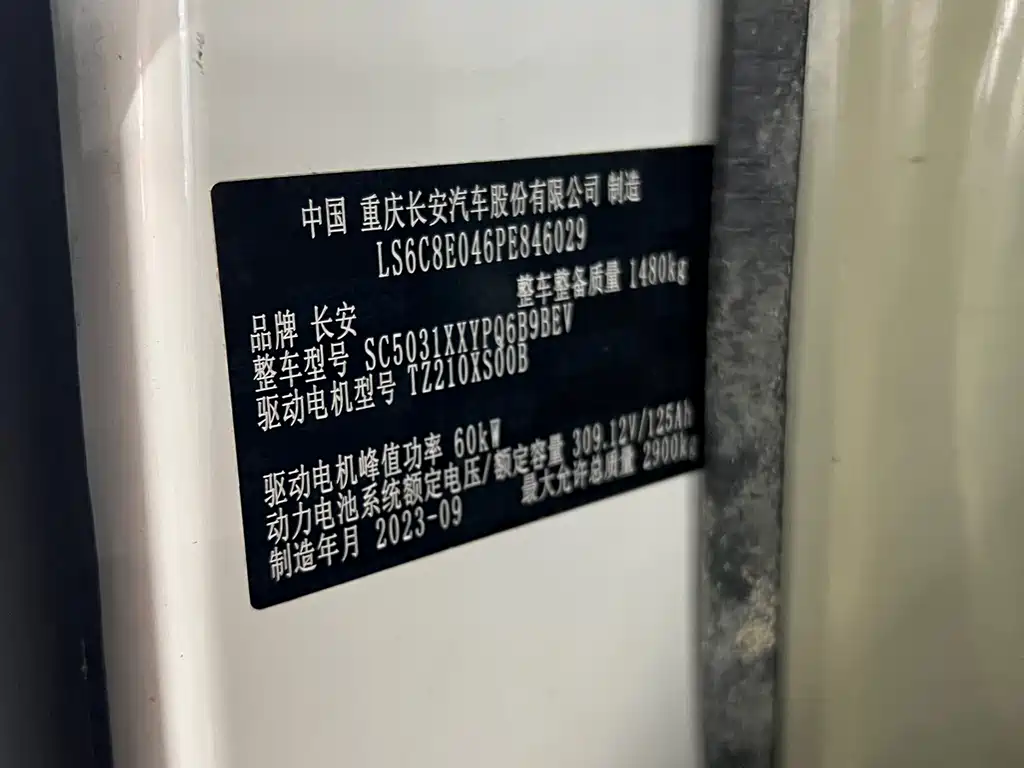 中国 重庆长安汽车股份有限公司 制造
LS6C8E046PE846029
整车整备质量 1480kg
品牌 长安
整车型号 SC5031XXYPQ6B9BEV
驱动电机型号 TZ210XS00B
驱动电机峰值功率 60kW
动力电池系统额定电压/额定容量 309.12V/125Ah
制造年月 2023-09 最大允许总质量 2900kg